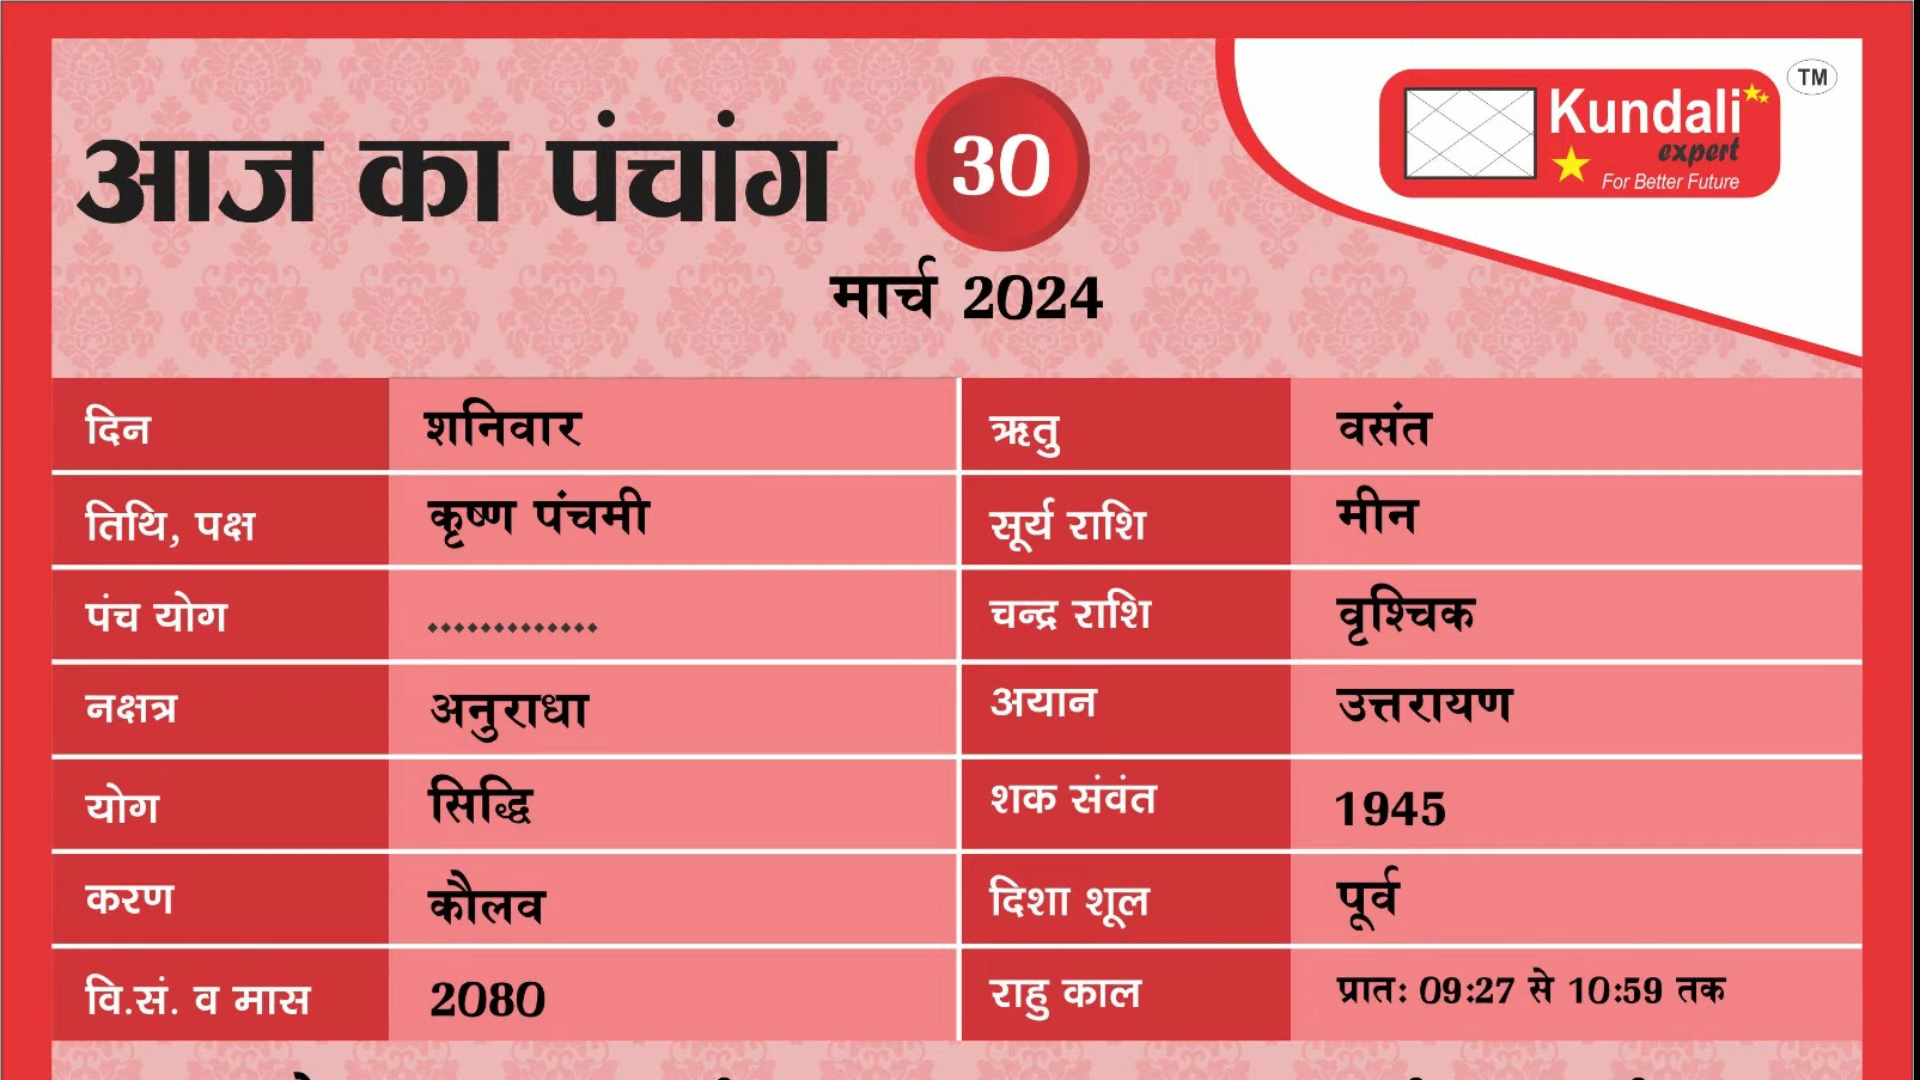 आज का पंचांग
30
मार्च 2024
Kundali
expert
For Better Future
TM
दिन शनिवार ऋतु वसंत
तिथि, पक्ष कृष्ण पंचमी सूर्य राशि मीन
पंच योग ............. चन्द्र राशि वृश्चिक
नक्षत्र अनुराधा अयान उत्तरायण
योग सिद्धि शक संवंत 1945
करण कौलव दिशा शूल पूर्व
वि.सं. व मास 2080 राहु काल प्रातः 09:27 से 10:59 तक